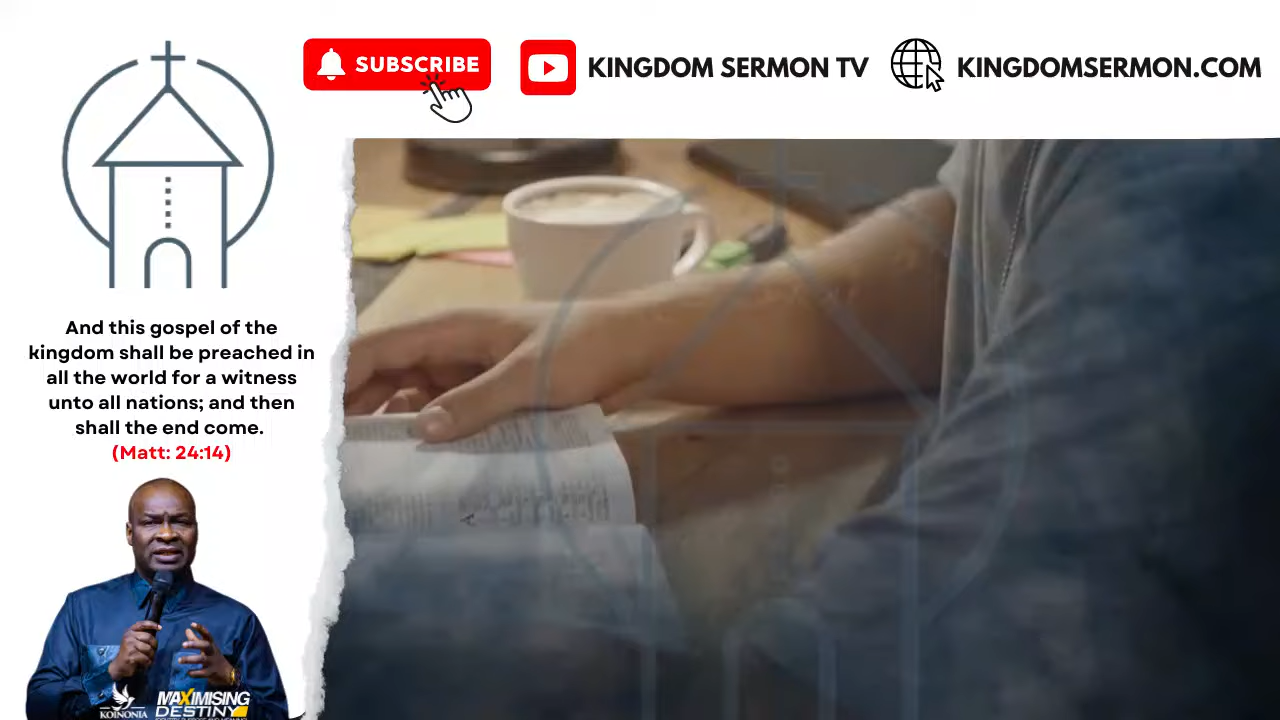 SUBSCRIBE
KINGDOM SERMON TV
KINGDOMSERMON.COM
And this gospel of the
kingdom shall be preached in
all the world for a witness
unto all nations; and then
shall the end come.
(Matt: 24:14)
KOINONIA
MAXIMISING
DESTINY